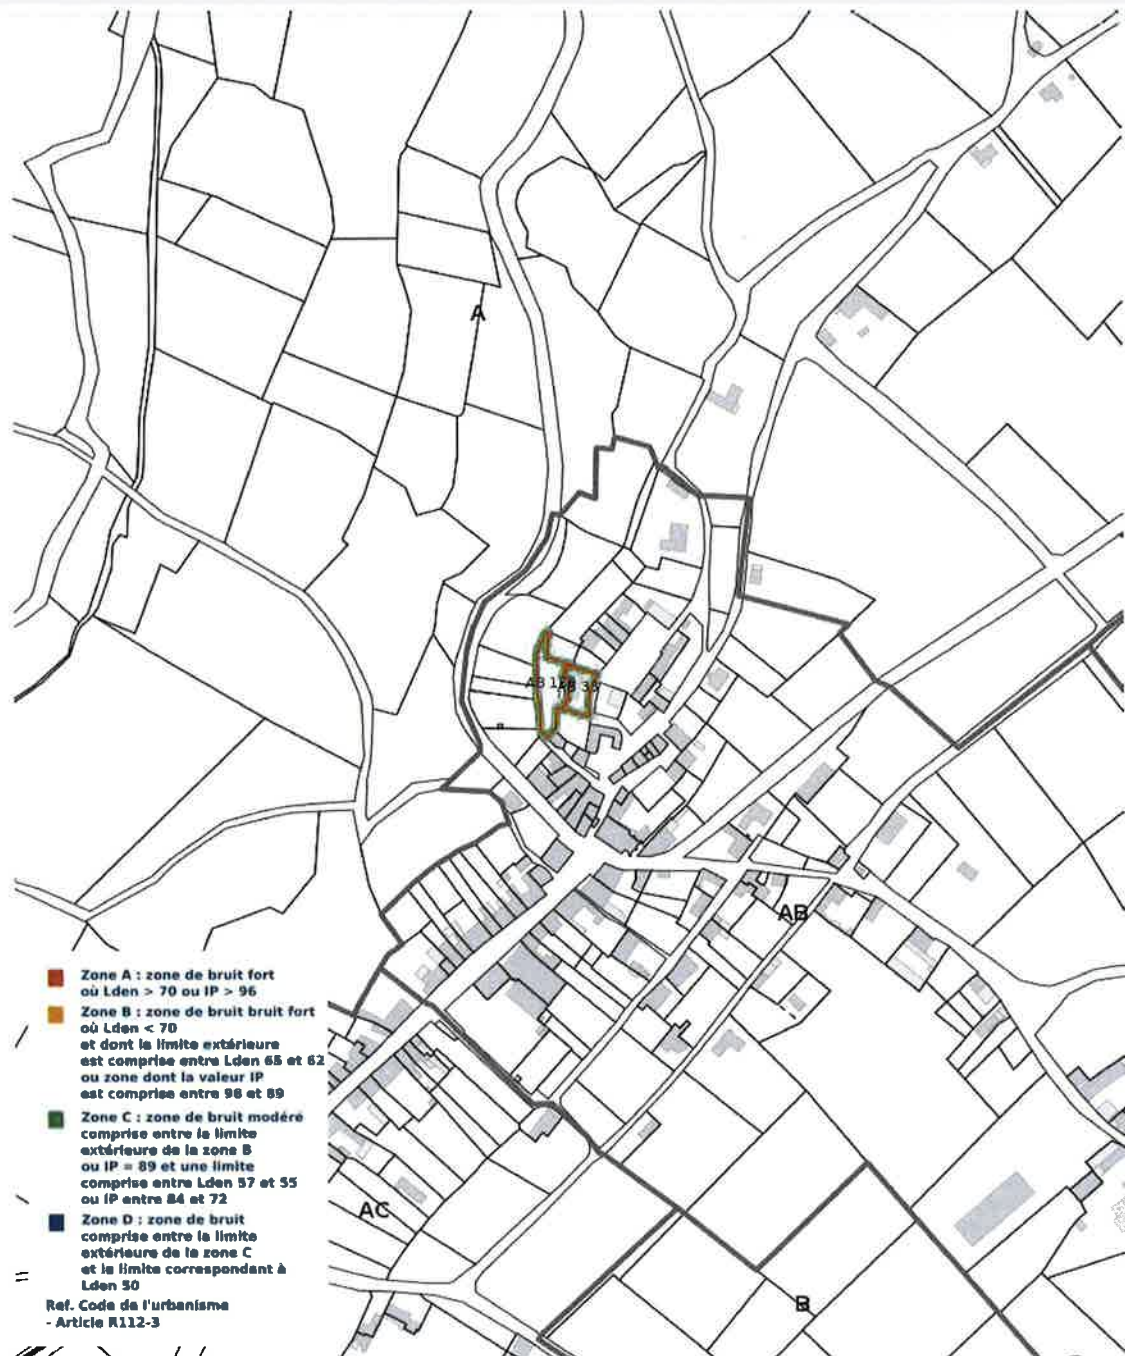 A
AB
AC
B
Zone A : zone de bruit fort
où Lden > 70 ou IP > 96
Zone B : zone de bruit bruit fort
où Lden < 70
et dont la limite extérieure
est comprise entre Lden 65 et 62
ou zone dont la valeur IP
est comprise entre 96 et 89
Zone C : zone de bruit modéré
comprise entre la limite
extérieure de la zone B
ou IP = 89 et une limite
comprise entre Lden 57 et 55
ou IP entre 84 et 72
Zone D : zone de bruit
comprise entre la limite
extérieure de la zone C
et la limite correspondant à
Lden 50
Ref. Code de l'urbanisme
- Article R112-3